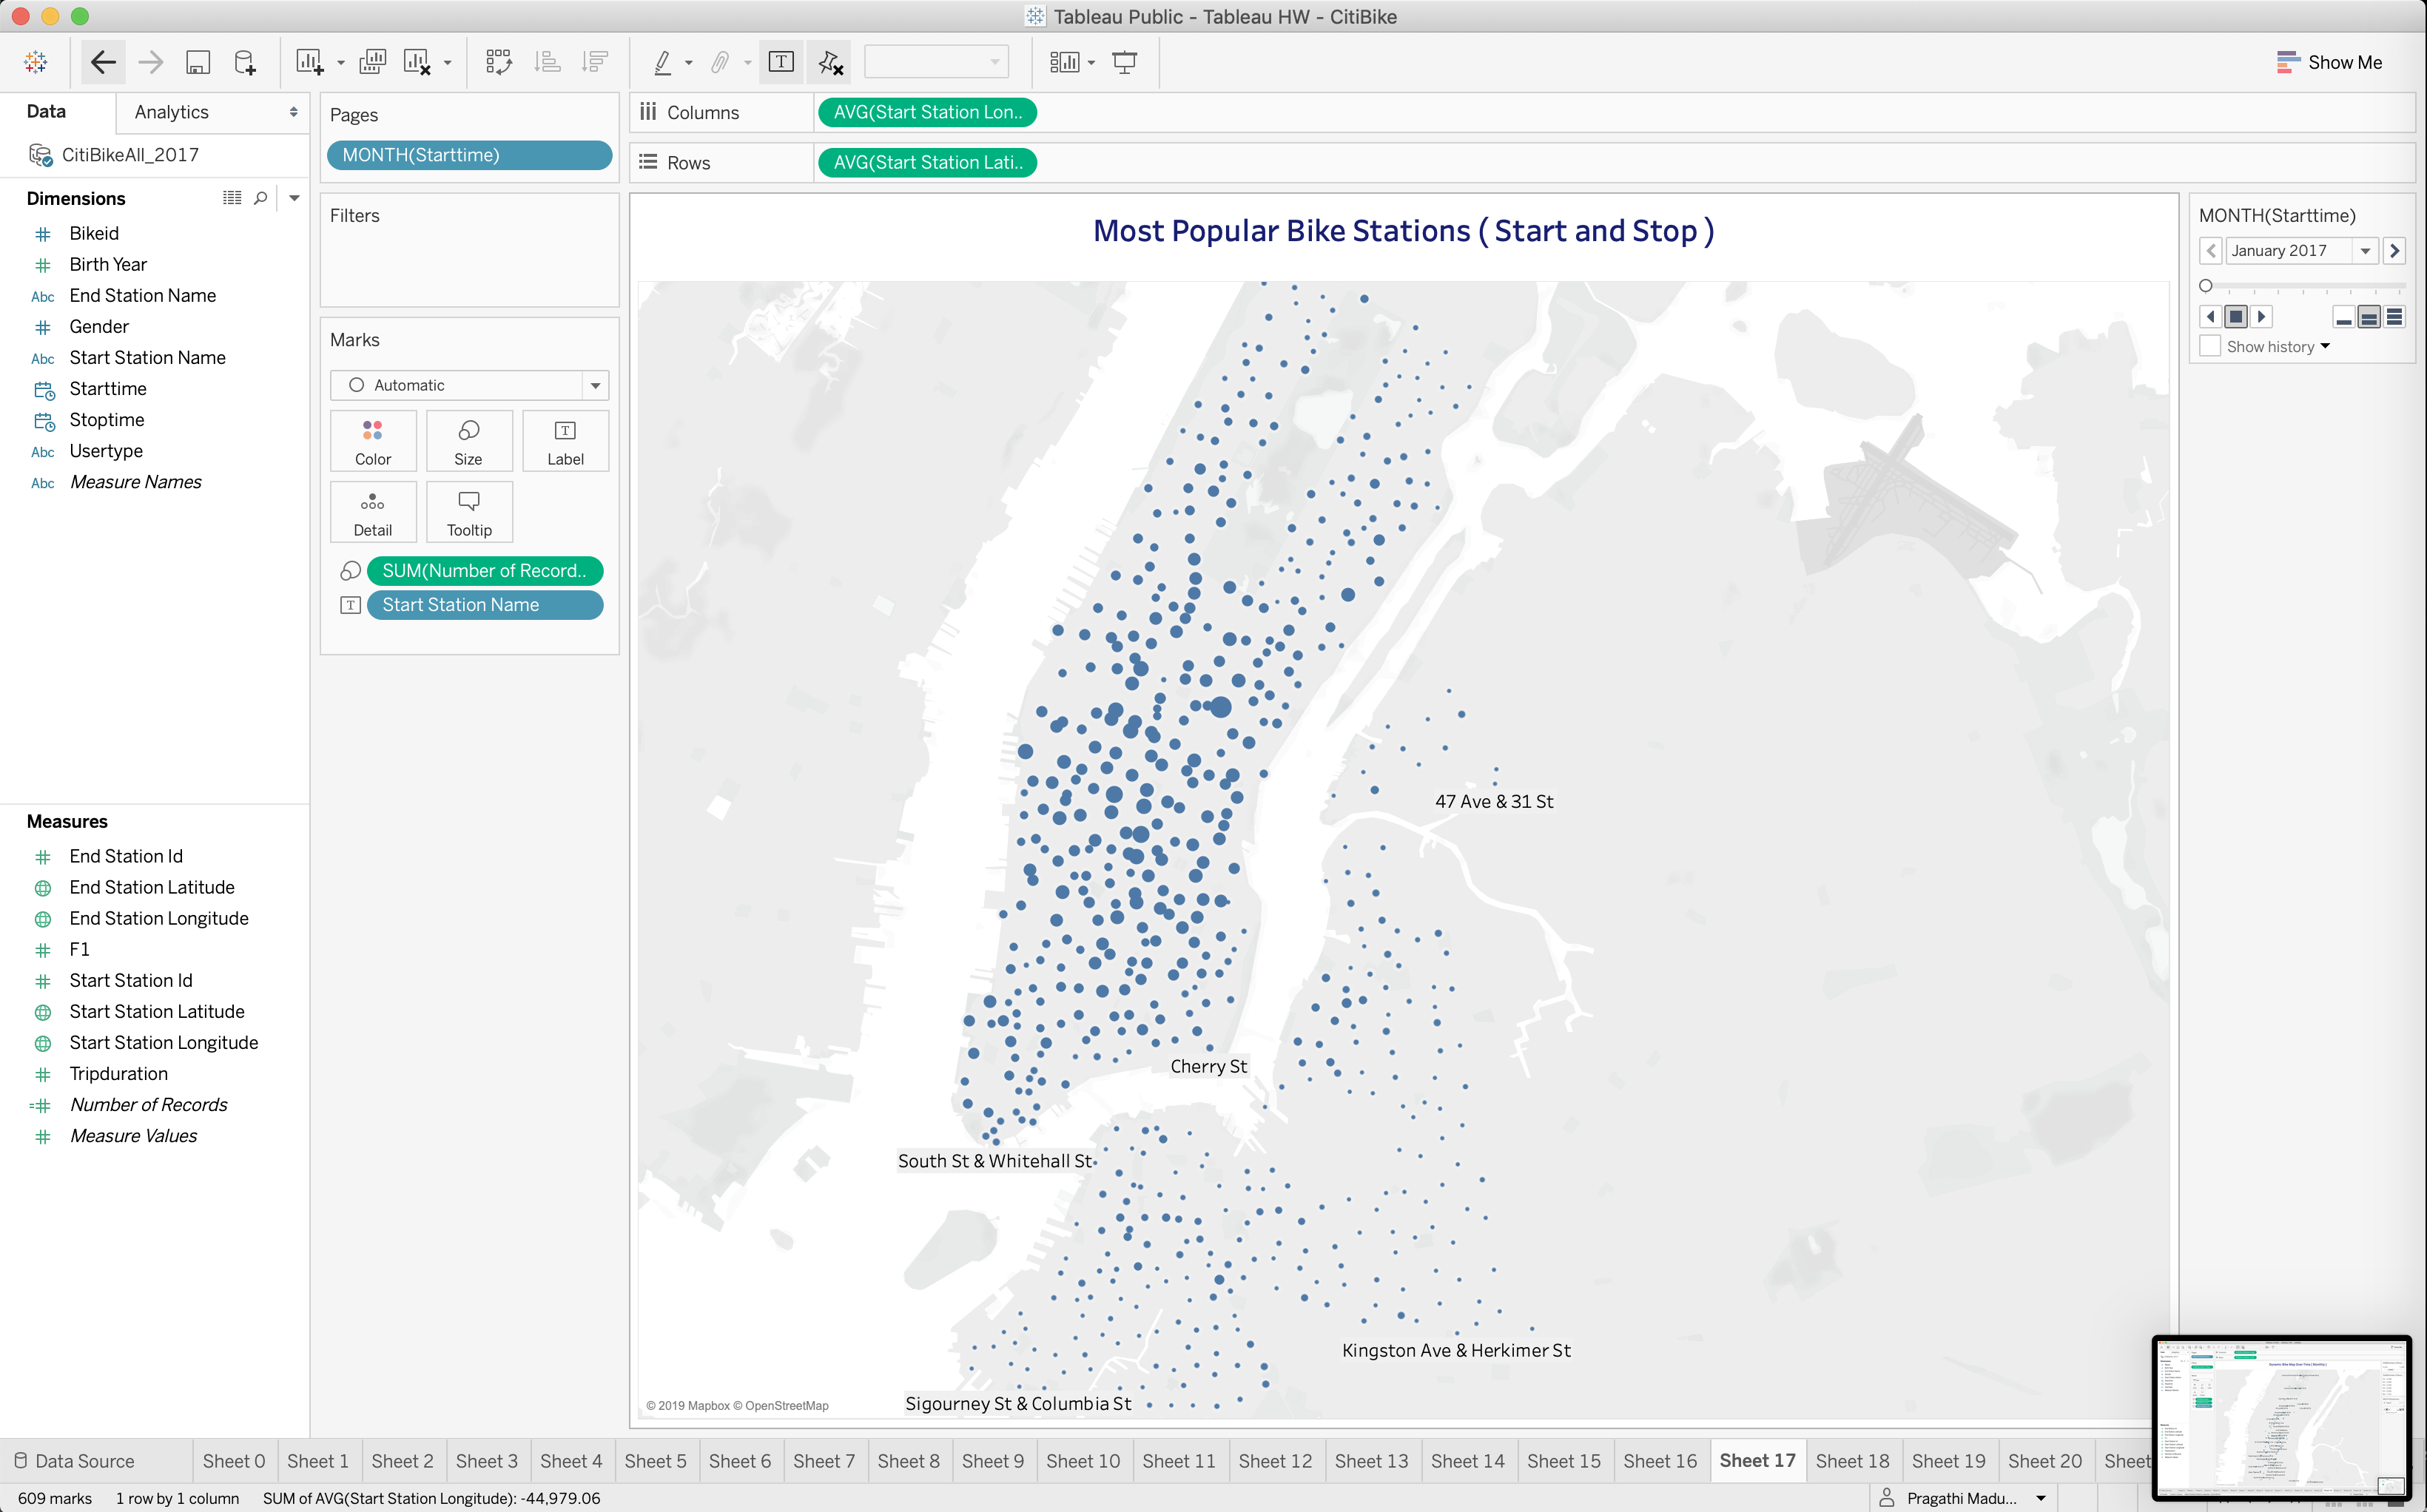 Tableau Public - Tableau HW - CitiBike
Show Me
Data
Analytics
CitiBikeAll_2017
Dimensions
Bikeid
Birth Year
Abc End Station Name
Gender
Abc Start Station Name
Starttime
Stoptime
Abc Usertype
Abc Measure Names
Measures
End Station Id
End Station Latitude
End Station Longitude
F1
Start Station Id
Start Station Latitude
Start Station Longitude
Tripduration
Number of Records
Measure Values
Pages
MONTH(Starttime)
Filters
Marks
Automatic
Color
Size
Label
Detail
Tooltip
SUM(Number of Record..
Start Station Name
Columns
AVG(Start Station Lon..
Rows
AVG(Start Station Lati..
Most Popular Bike Stations ( Start and Stop )
47 Ave & 31 St
Cherry St
South St & Whitehall St
Kingston Ave & Herkimer St
Sigourney St & Columbia St
© 2019 Mapbox © OpenStreetMap
MONTH(Starttime)
January 2017
Show history
Data Source
Sheet 0
Sheet 1
Sheet 2
Sheet 3
Sheet 4
Sheet 5
Sheet 6
Sheet 7
Sheet 8
Sheet 9
Sheet 10
Sheet 11
Sheet 12
Sheet 13
Sheet 14
Sheet 15
Sheet 16
Sheet 17
Sheet 18
Sheet 19
Sheet 20
Sheet
609 marks
1 row by 1 column
SUM of AVG(Start Station Longitude): -44,979.06
Pragathi Madu...